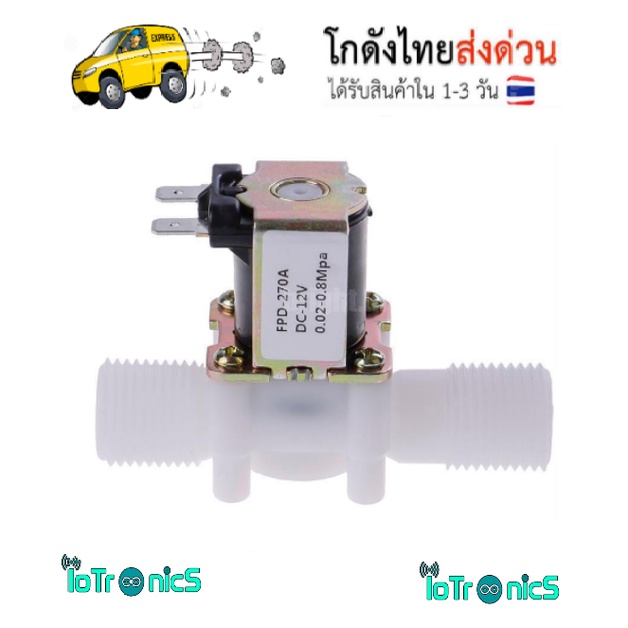 EXPRESS
โกดังไทยส่งด่วน
ได้รับสินค้าใน 1-3 วัน
FPD-270A
DC-12V
0.02-0.8Mpa
IoTronicS
IoTronicS